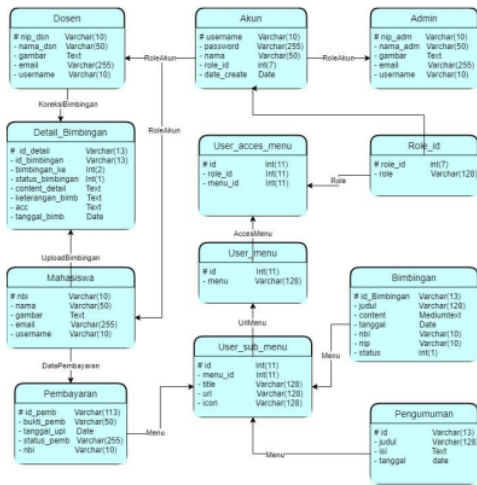 Dosen
# nip_dsn Varchar(10)
- nama_dsn Varchar(50)
- gambar Text
- email Varchar(255)
- username Varchar(10)
Akun
# username Varchar(10)
- password Varchar(255)
- nama Varchar(50)
- role_id int(7)
- date_create Date
Admin
# nip_adm Varchar(10)
- nama_adm Varchar(50)
- gambar Text
- email Varchar(255)
- username Varchar(10)
RoleAkun
RoleAkun
KoreksiBimbingan
RoleAkun
Detail_Bimbingan
# id_detail Varchar(13)
- id_bimbingan Varchar(13)
- bimbingan_ke Int(2)
- status_bimbingan Int(1)
- content_detail Text
- keterangan_bimb Text
- acc Text
- tanggal_bimb Date
User_acces_menu
# id Int(11)
- role_id Int(11)
- menu_id Int(11)
Role_id
# role_id int(7)
- role Varchar(128)
Role
AccesMenu
UploadBimbingan
Mahasiswa
# nbi Varchar(10)
- nama Varchar(50)
- gambar Text
- email Varchar(255)
- username Varchar(10)
User_menu
# id Int(11)
- menu Varchar(128)
Bimbingan
# id_Bimbingan Varchar(13)
- judul Varchar(128)
- content Mediumtext
- tanggal Date
- nbi Varchar(10)
- nip Varchar(10)
- status Int(1)
UrlMenu
DataPembayaran
Menu
User_sub_menu
# id Int(11)
- menu_id Int(11)
- title Varchar(128)
- url Varchar(128)
- icon Varchar(128)
Pembayaran
# id_pemb Varchar(113)
- bukti_pemb Varchar(50)
- tanggal_upl Date
- status_pemb Varchar(255)
- nbi Varchar(10)
Menu
Menu
Pengumuman
# id Varchar(13)
- judul Varchar(128)
- isi Text
- tanggal date